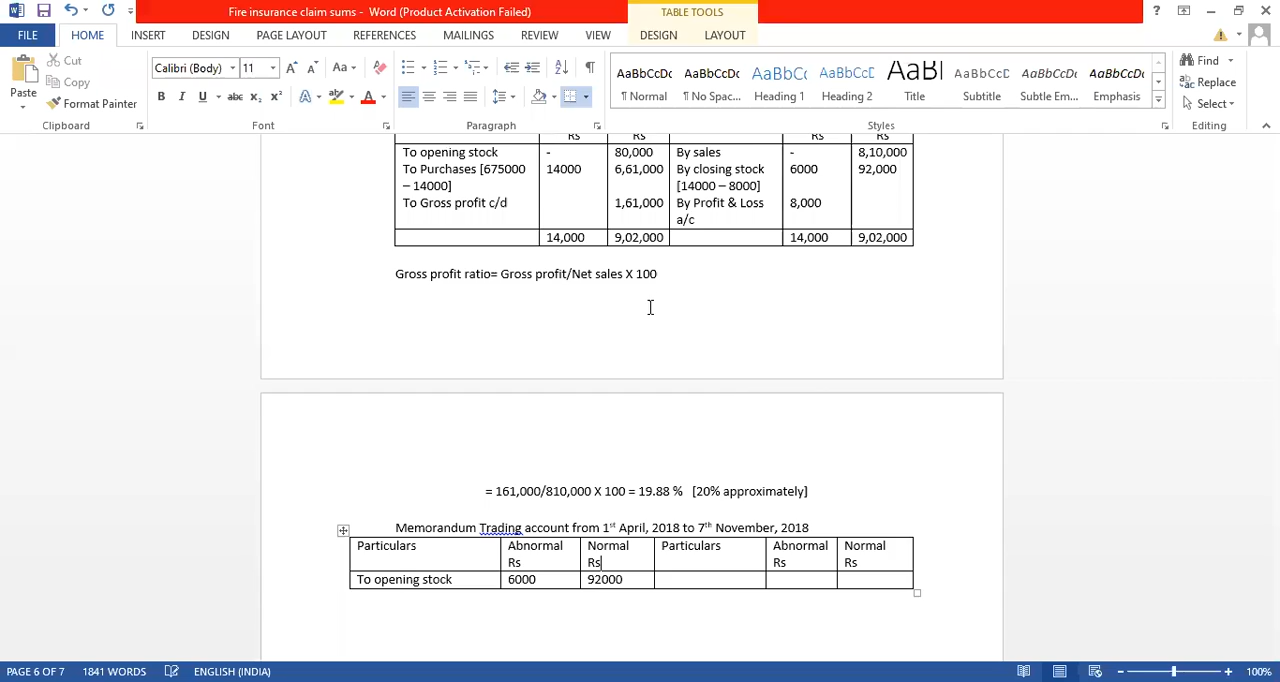 Fire insurance claim sums - Word (Product Activation Failed)
TABLE TOOLS
FILE HOME INSERT DESIGN PAGE LAYOUT REFERENCES MAILINGS REVIEW VIEW DESIGN LAYOUT
Paste
Cut
Copy
Format Painter
Clipboard
Calibri (Body) 11
Font
Paragraph
AaBbCcDc AaBbCcDc AaBbCc AaBbCcD AaBl AaBbCcD AaBbCcDc AaBbCcDc
¶ Normal ¶ No Spac... Heading 1 Heading 2 Title Subtitle Subtle Em... Emphasis
Styles
Find
Replace
Select
Editing
Rs Rs Rs Rs
To opening stock - 80,000 By sales - 8,10,000
To Purchases [675000 14000 6,61,000 By closing stock 6000 92,000
– 14000] [14000 – 8000]
To Gross profit c/d 1,61,000 By Profit & Loss 8,000
a/c
14,000 9,02,000 14,000 9,02,000
Gross profit ratio= Gross profit/Net sales X 100
= 161,000/810,000 X 100 = 19.88 % [20% approximately]
Memorandum Trading account from 1st April, 2018 to 7th November, 2018
Particulars Abnormal Normal Particulars Abnormal Normal
Rs Rs Rs Rs
To opening stock 6000 92000
PAGE 6 OF 7 1841 WORDS ENGLISH (INDIA) 100%